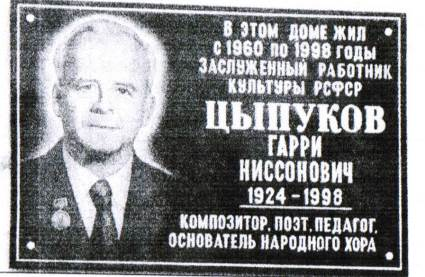 В ЭТОМ ДОМЕ ЖИЛ
С 1960 ПО 1998 ГОДЫ
ЗАСЛУЖЕННЫЙ РАБОТНИК
КУЛЬТУРЫ РСФСР
ЦЫПУКОВ
ГАРРИ
НИССОНОВИЧ
1924-1998
КОМПОЗИТОР, ПОЭТ, ПЕДАГОГ,
ОСНОВАТЕЛЬ НАРОДНОГО ХОРА